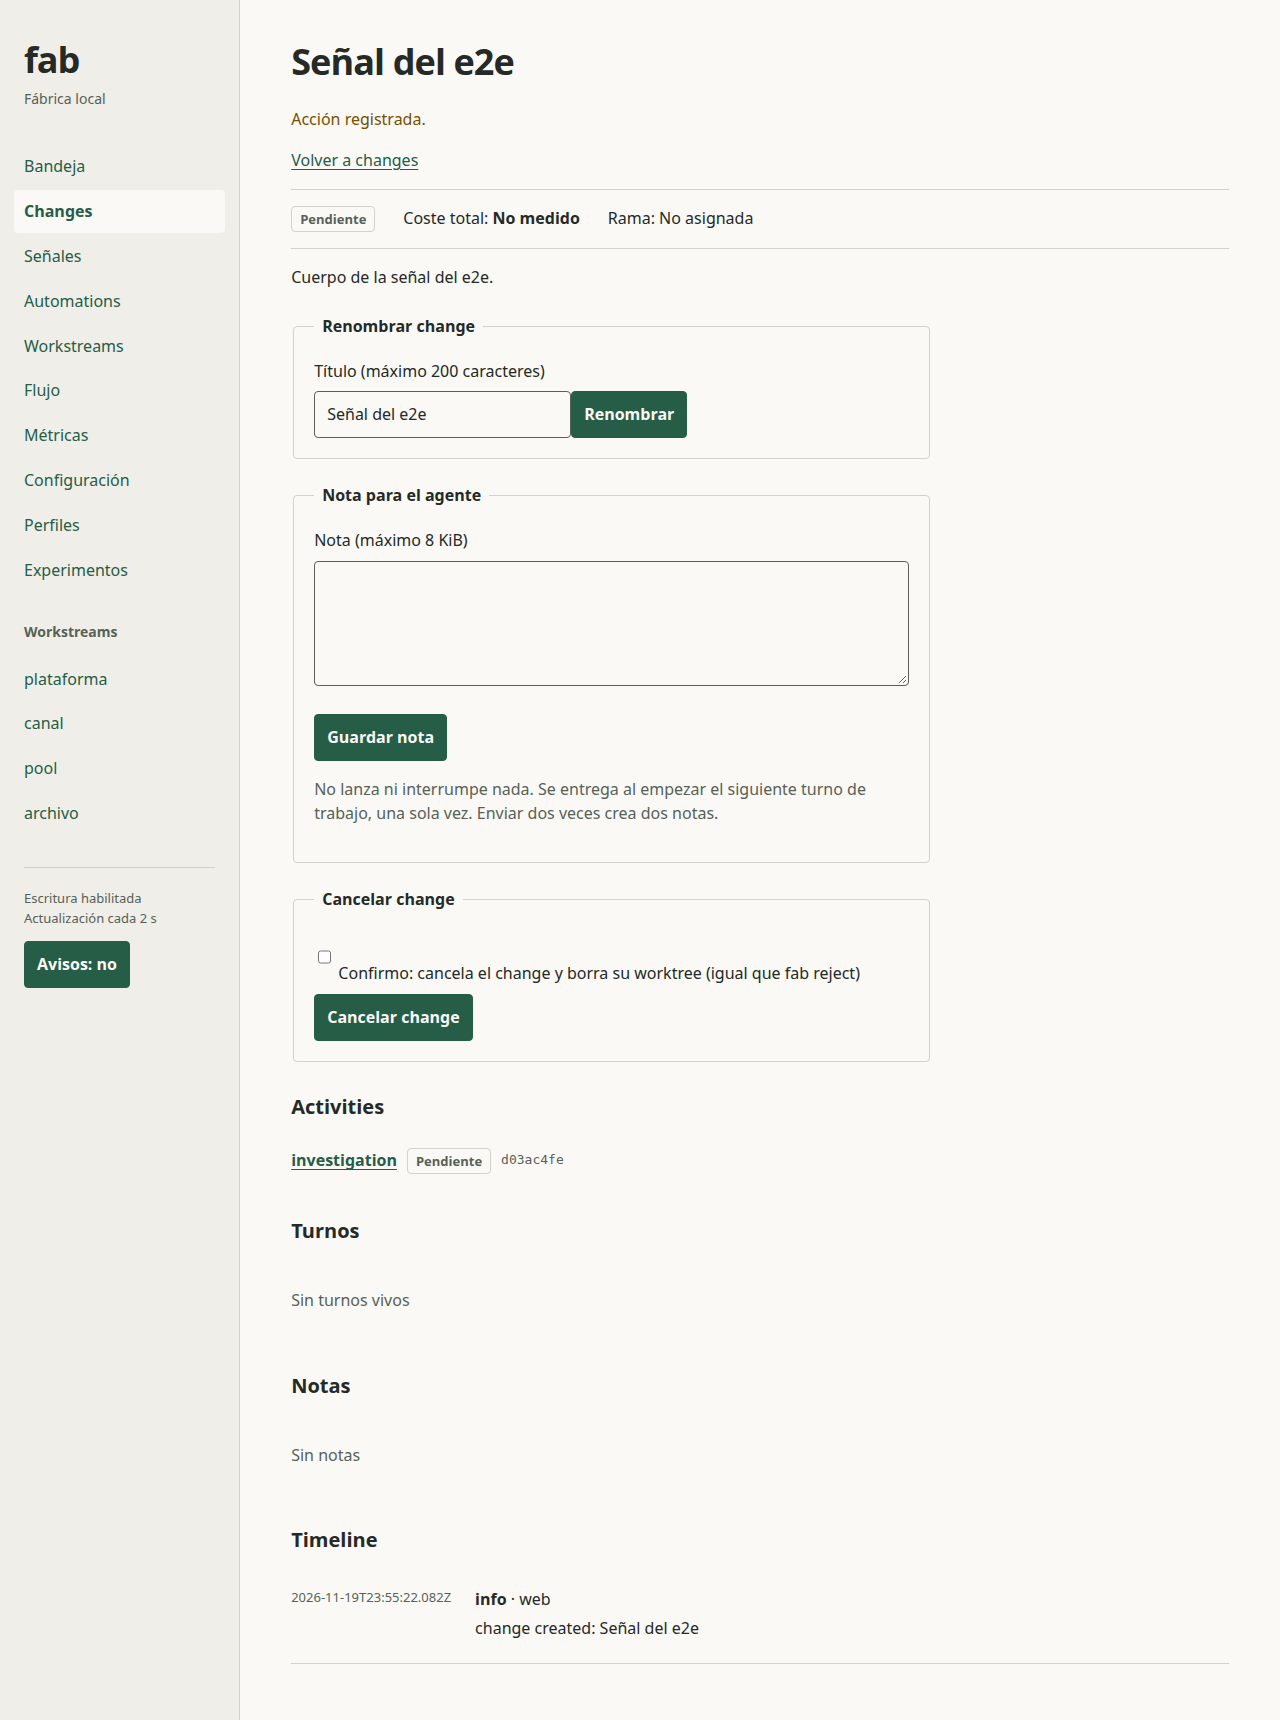 fab
Fábrica local
Bandeja
Changes
Señales
Automations
Workstreams
Flujo
Métricas
Configuración
Perfiles
Experimentos
Workstreams
plataforma
canal
pool
archivo
Escritura habilitada
Actualización cada 2 s
Avisos: no
Señal del e2e
Acción registrada.
Volver a changes
Pendiente Coste total: No medido Rama: No asignada
Cuerpo de la señal del e2e.
Renombrar change
Título (máximo 200 caracteres)
Señal del e2e Renombrar
Nota para el agente
Nota (máximo 8 KiB)
Guardar nota
No lanza ni interrumpe nada. Se entrega al empezar el siguiente turno de
trabajo, una sola vez. Enviar dos veces crea dos notas.
Cancelar change
Confirmo: cancela el change y borra su worktree (igual que fab reject)
Cancelar change
Activities
investigation Pendiente d03ac4fe
Turnos
Sin turnos vivos
Notas
Sin notas
Timeline
2026-11-19T23:55:22.082Z info · web
change created: Señal del e2e